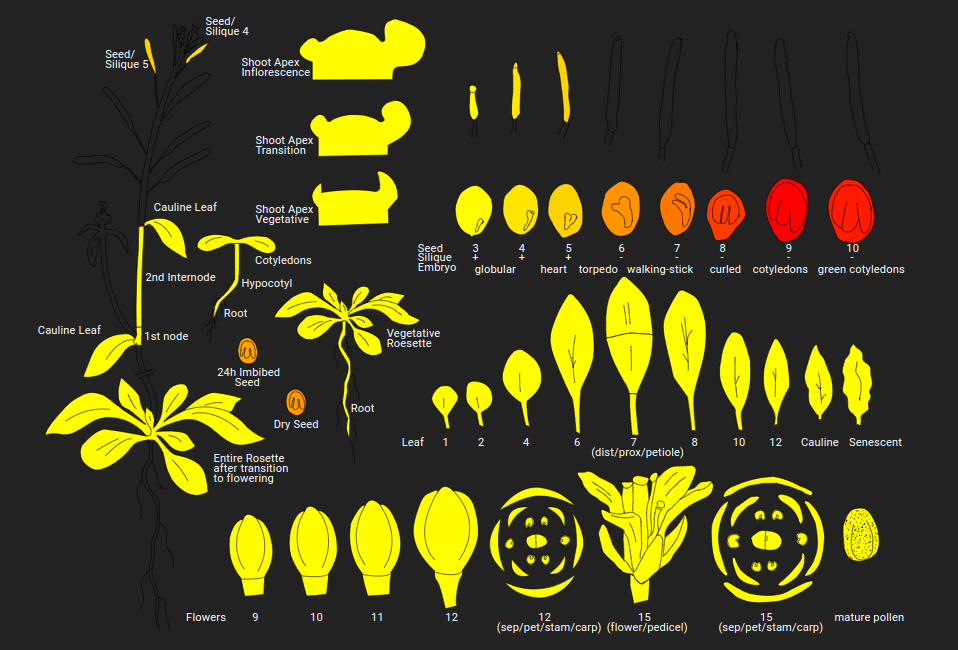 Seed/
Silique 4
Seed/
Silique 5
Shoot Apex
Inflorescence
Shoot Apex
Transition
Shoot Apex
Vegetative
Cauline Leaf
Cotyledons
2nd Internode
Hypocotyl
Root
Cauline Leaf
1st node
Vegetative
Roesette
24h Imbibed
Seed
Dry Seed
Root
Entire Rosette
after transition
to flowering
Seed 3 4 5 6 7 8 9 10
Silique + + + - - - - -
Embryo globular heart torpedo walking-stick curled cotyledons green cotyledons
Leaf 1 2 4 6 7 8 10 12 Cauline Senescent
(dist/prox/petiole)
Flowers 9 10 11 12 12 15 15 mature pollen
(sep/pet/stam/carp) (flower/pedicel) (sep/pet/stam/carp)